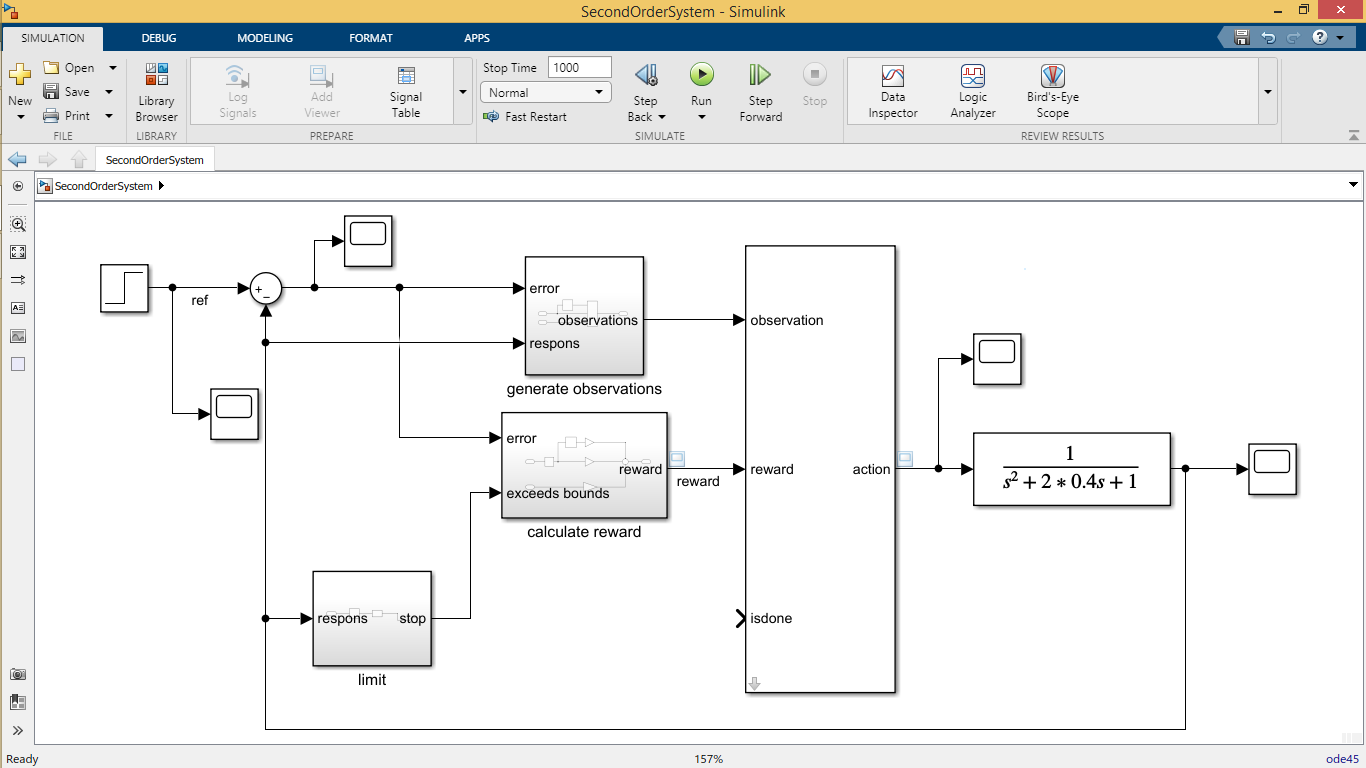 SecondOrderSystem - Simulink
SIMULATION DEBUG MODELING FORMAT APPS
New
Open
Save
Print
FILE
Library
Browser
LIBRARY
Log
Signals
Add
Viewer
Signal
Table
PREPARE
Stop Time 1000
Normal
Fast Restart
Step
Back
Run
Step
Forward
Stop
SIMULATE
Data
Inspector
Logic
Analyzer
Bird's-Eye
Scope
REVIEW RESULTS
SecondOrderSystem
SecondOrderSystem
ref
+
−
error
observations
respons
generate observations
error
reward
exceeds bounds
calculate reward
reward
respons stop
limit
observation
reward
action
isdone
1
s² + 2 ∗ 0.4s + 1
Ready 157% ode45